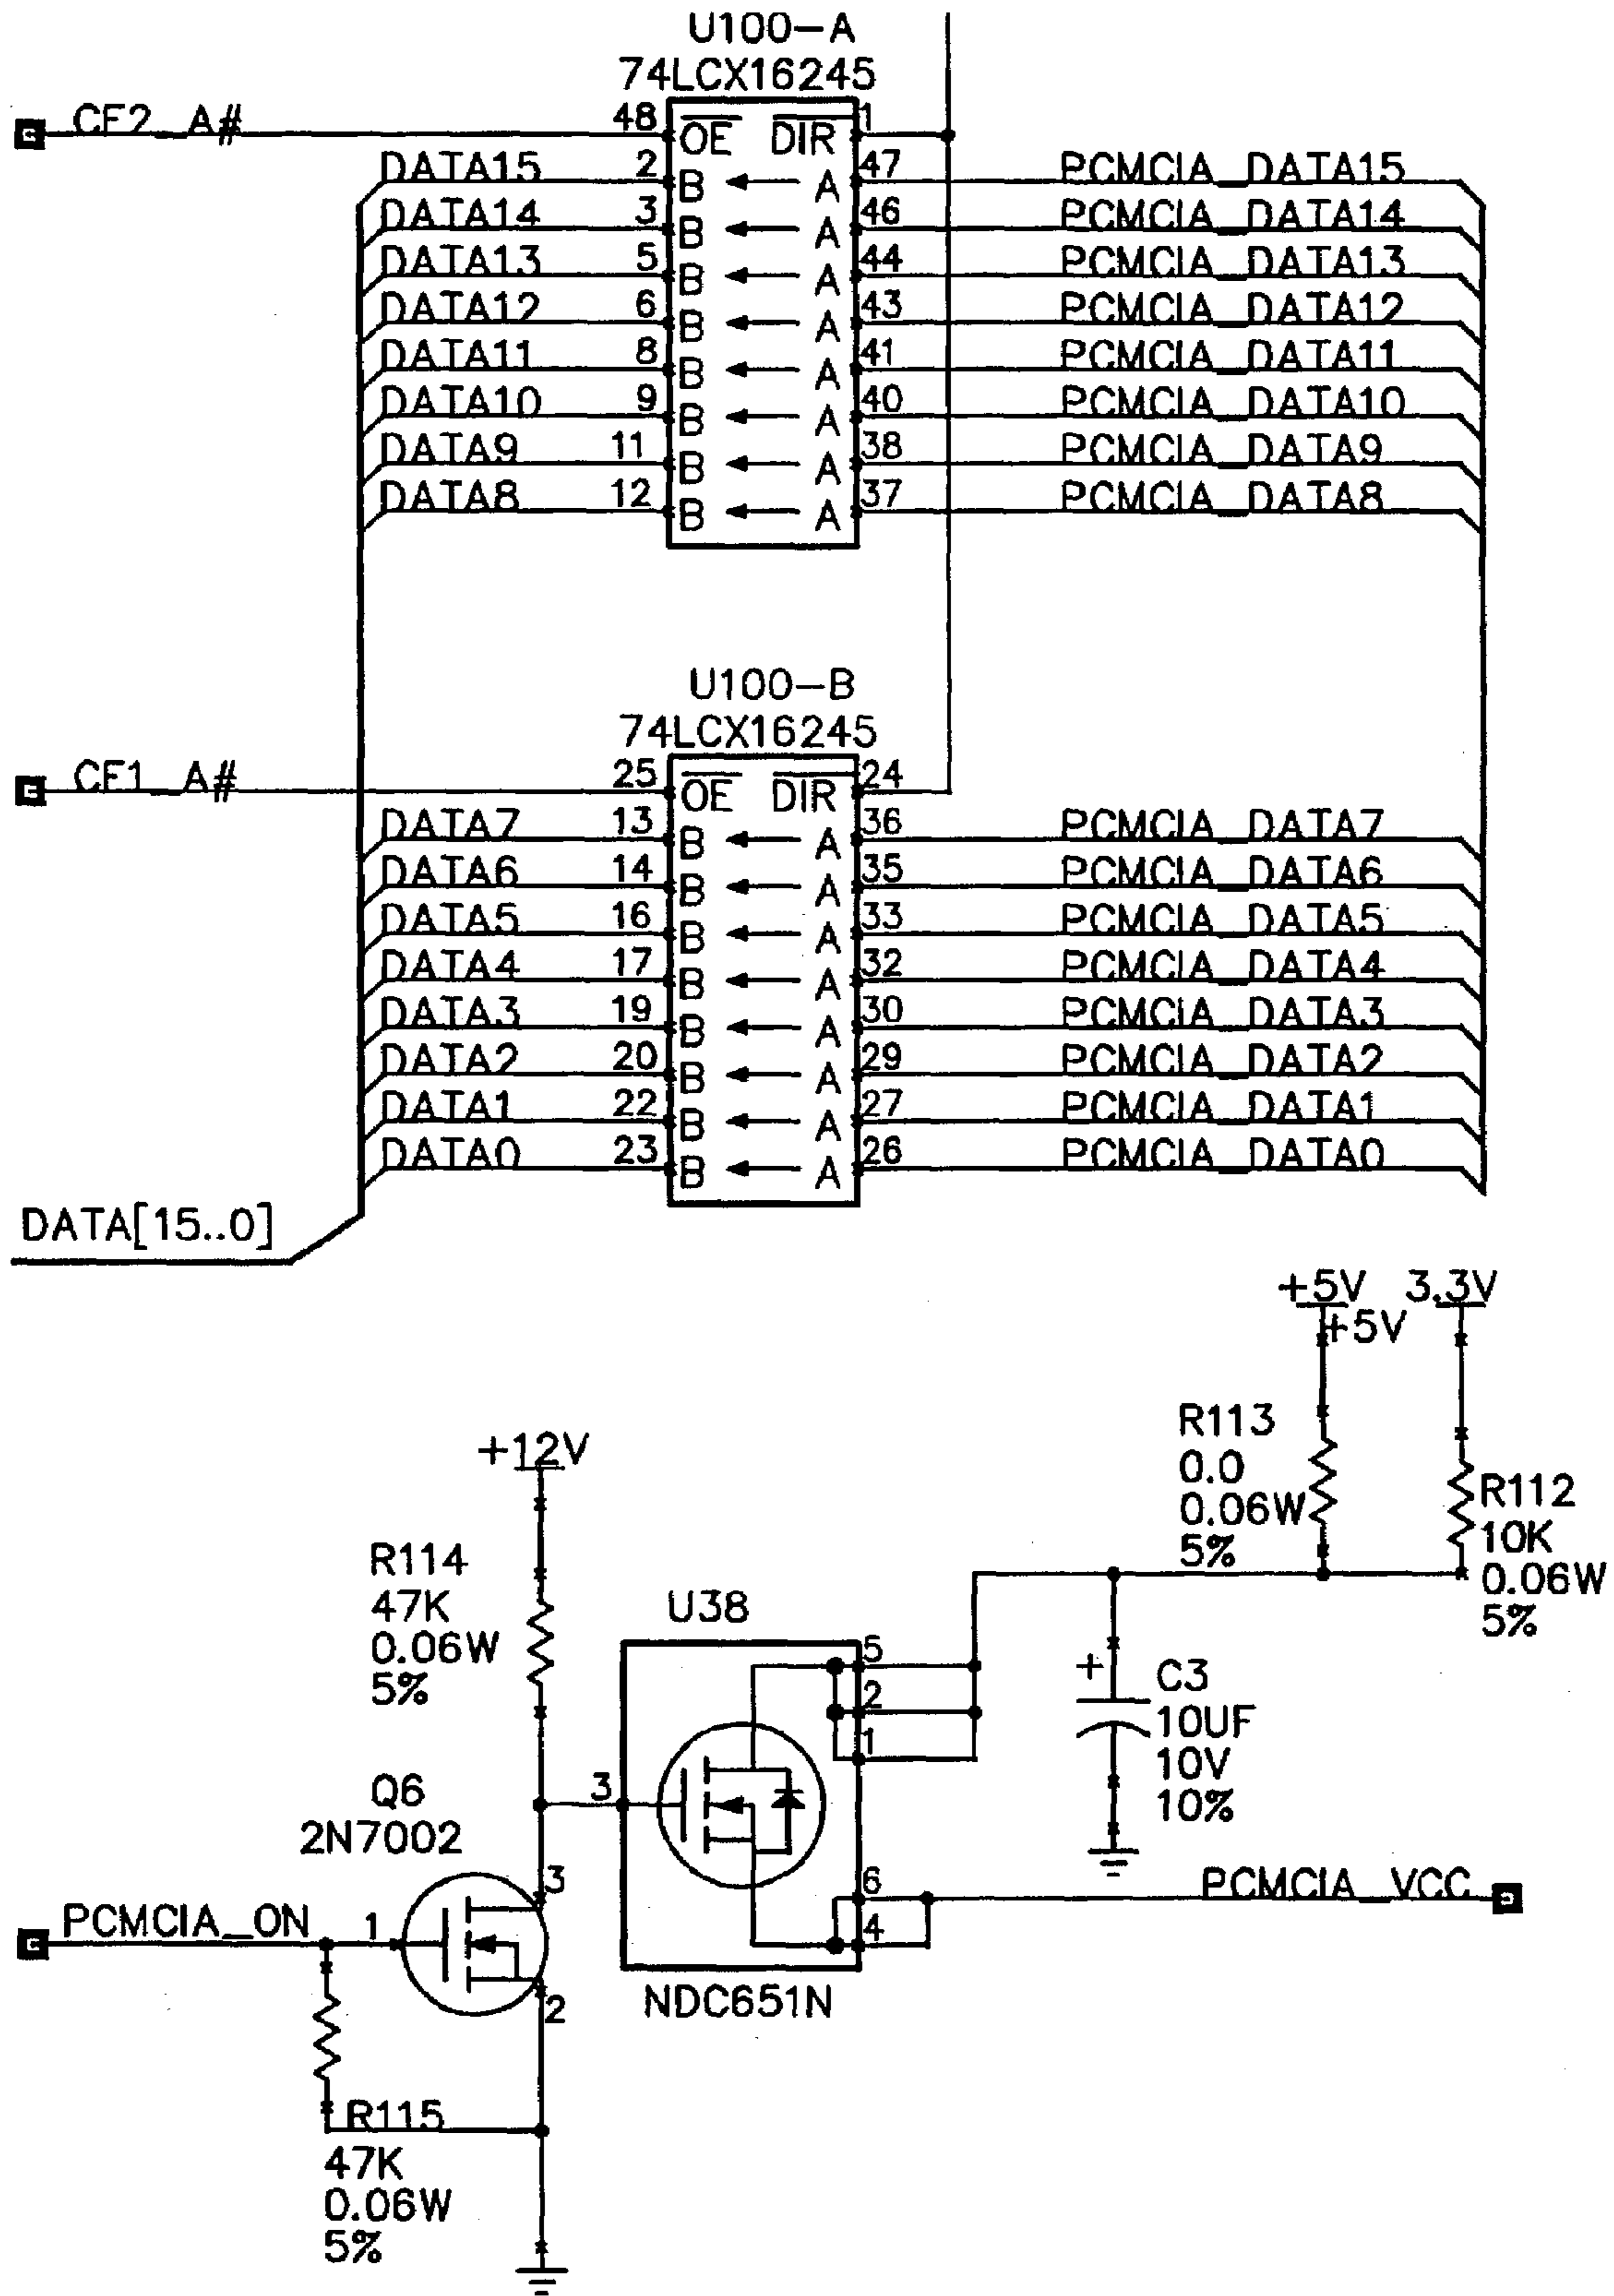 U100-A
74LCX16245
CF2_A# 48 OE DIR 1
DATA15 2 B A 47 PCMCIA_DATA15
DATA14 3 B A 46 PCMCIA_DATA14
DATA13 5 B A 44 PCMCIA_DATA13
DATA12 6 B A 43 PCMCIA_DATA12
DATA11 8 B A 41 PCMCIA_DATA11
DATA10 9 B A 40 PCMCIA_DATA10
DATA9 11 B A 38 PCMCIA_DATA9
DATA8 12 B A 37 PCMCIA_DATA8
U100-B
74LCX16245
CF1_A# 25 OE DIR 24
DATA7 13 B A 36 PCMCIA_DATA7
DATA6 14 B A 35 PCMCIA_DATA6
DATA5 16 B A 33 PCMCIA_DATA5
DATA4 17 B A 32 PCMCIA_DATA4
DATA3 19 B A 30 PCMCIA_DATA3
DATA2 20 B A 29 PCMCIA_DATA2
DATA1 22 B A 27 PCMCIA_DATA1
DATA0 23 B A 26 PCMCIA_DATA0
DATA[15..0]
+5V 3.3V
+5V
R113
0.0
0.06W
5%
R112
10K
0.06W
5%
+12V
R114
47K
0.06W
5%
U38
5
2
1
3
6
4
NDC651N
+ C3
10UF
10V
10%
PCMCIA_VCC
Q6
2N7002
3
PCMCIA_ON 1
2
R115
47K
0.06W
5%